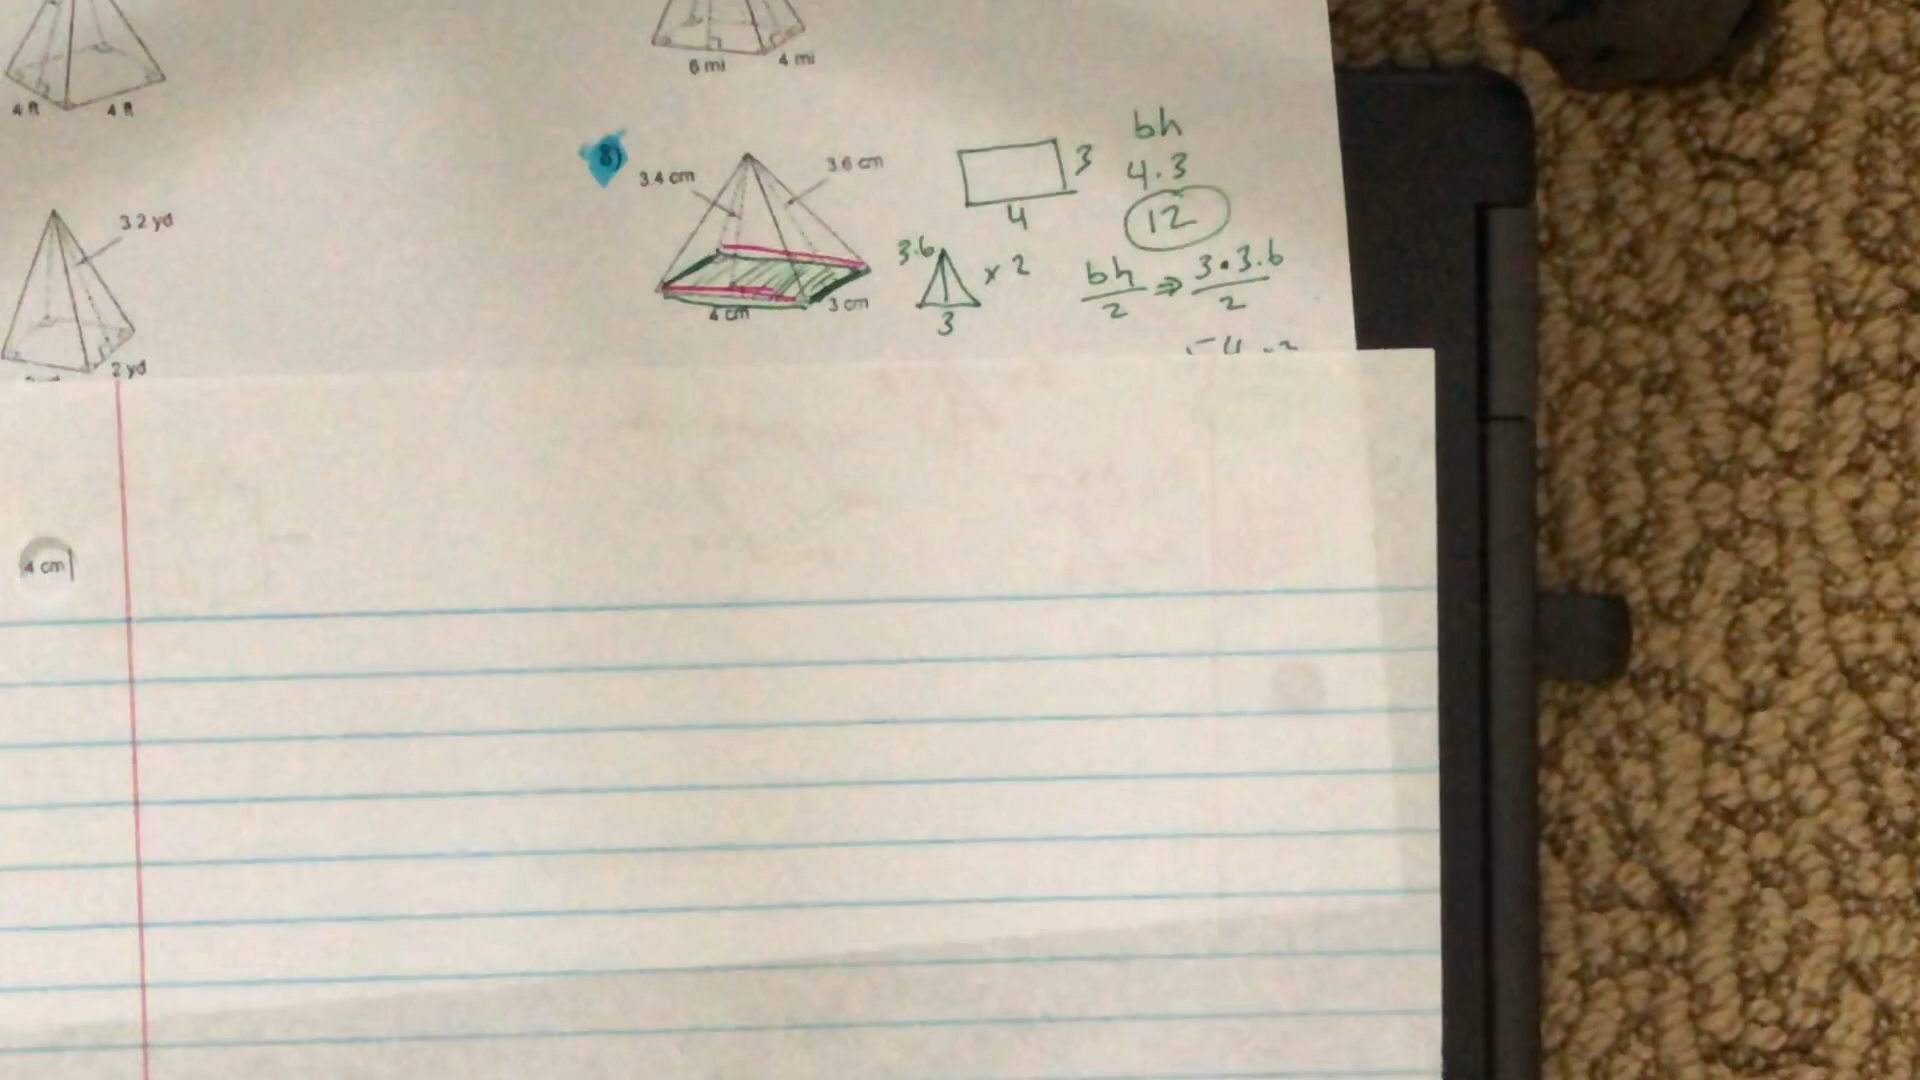 4 ft
4 ft
6 mi
4 mi
8)
3.4 cm
3.6 cm
4 cm
3 cm
3
4
bh
4.3
12
3.6
3
x 2
bh/2 ⇒ 3•3.6/2
3.2 yd
2 yd
4 cm